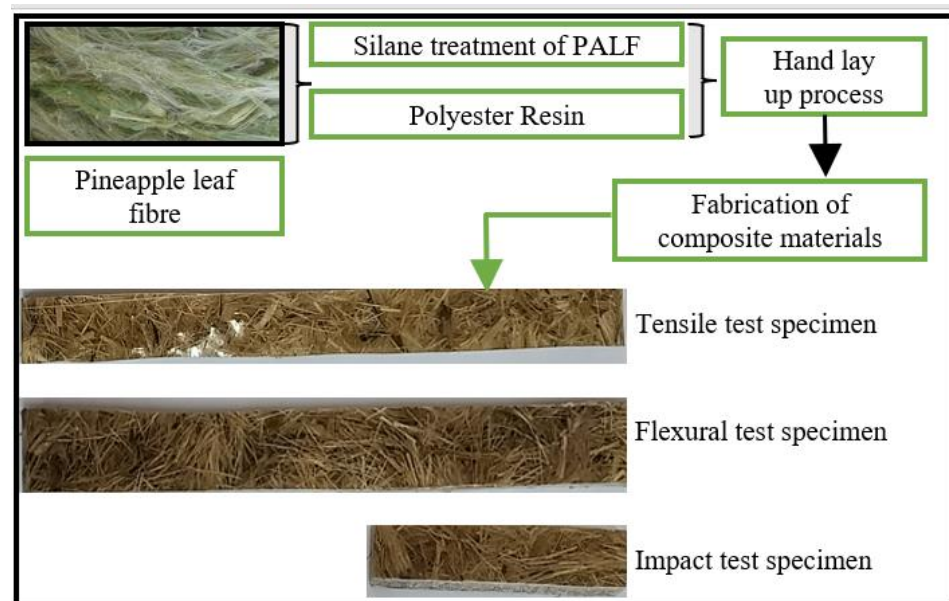 Silane treatment of PALF
Polyester Resin
Hand lay
up process
Pineapple leaf
fibre
Fabrication of
composite materials
Tensile test specimen
Flexural test specimen
Impact test specimen